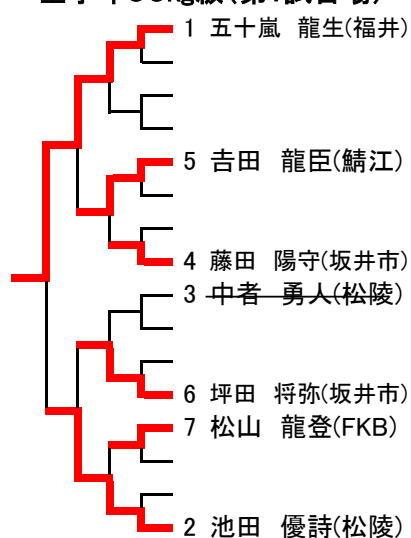 1 五十嵐 龍生(福井)
5 吉田 龍臣(鯖江)
4 藤田 陽守(坂井市)
3 中者 勇人(松陵)
6 坪田 将弥(坂井市)
7 松山 龍登(FKB)
2 池田 優詩(松陵)